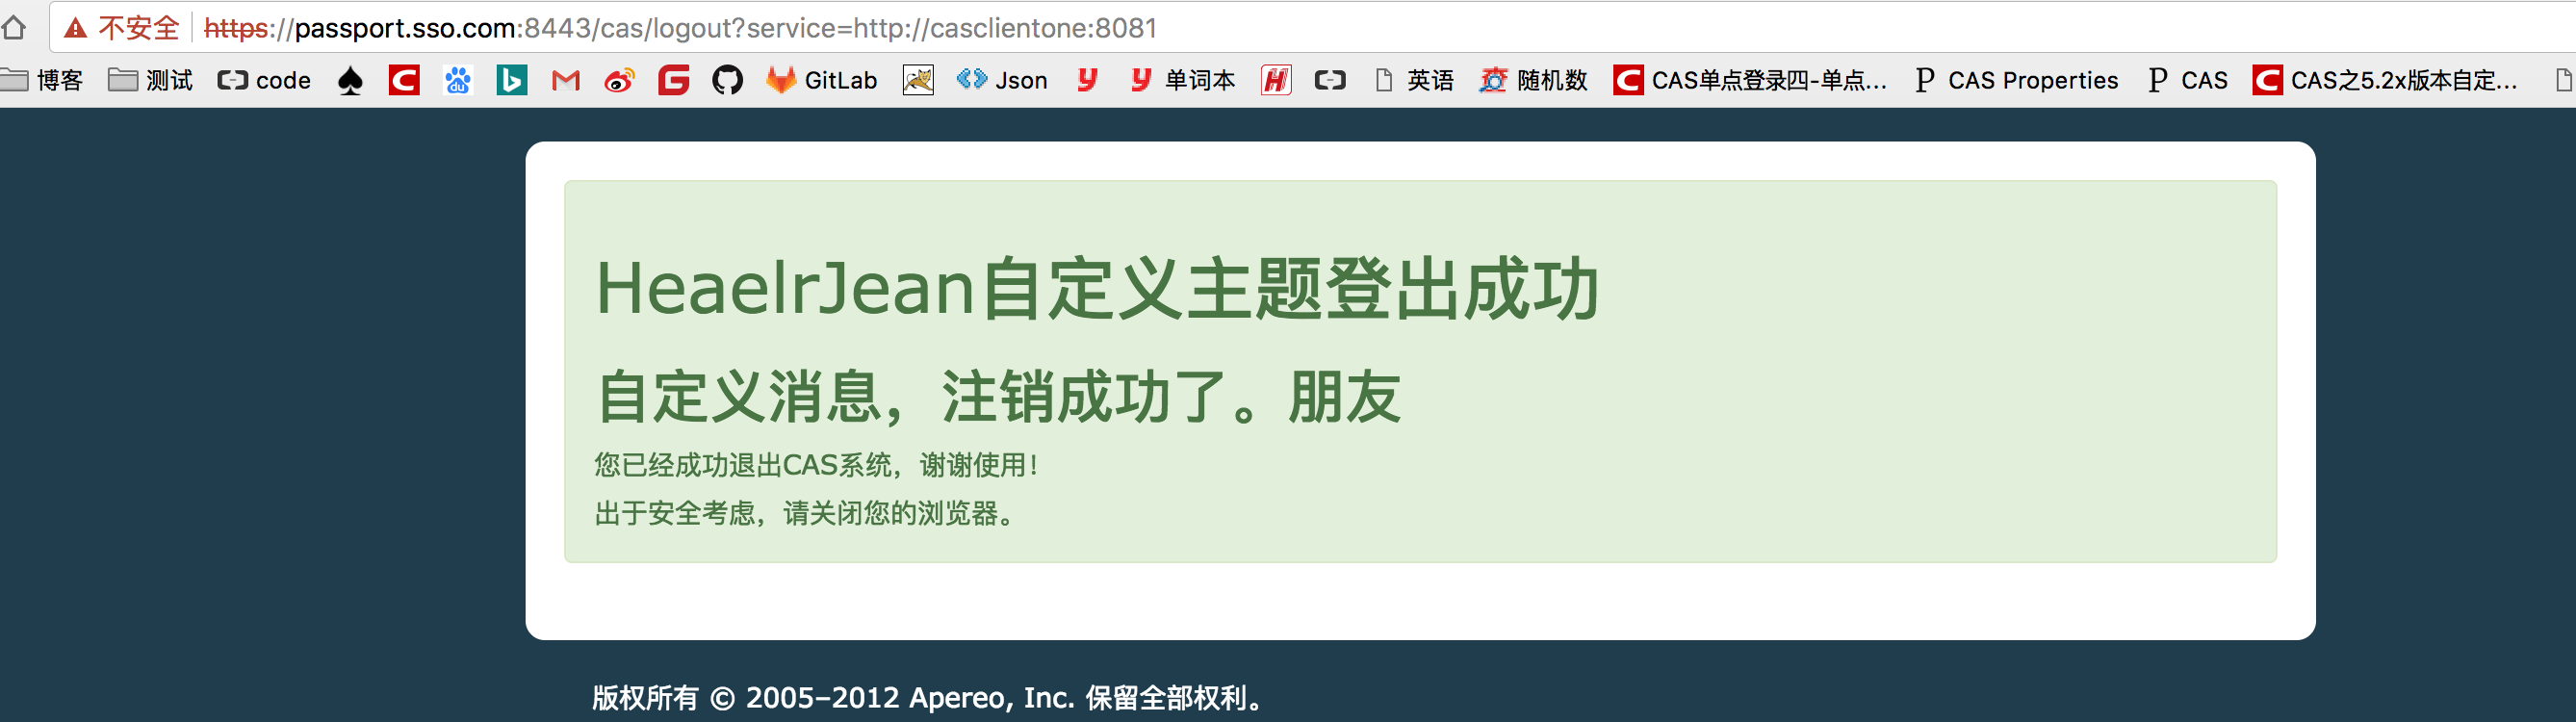 不安全 https://passport.sso.com:8443/cas/logout?service=http://casclientone:8081
博客 测试 code GitLab Json 单词本 英语 随机数 CAS单点登录四-单点... CAS Properties CAS CAS之5.2x版本自定...
HeaelrJean自定义主题登出成功
自定义消息，注销成功了。朋友
您已经成功退出CAS系统，谢谢使用！
出于安全考虑，请关闭您的浏览器。
版权所有 © 2005–2012 Apereo, Inc. 保留全部权利。